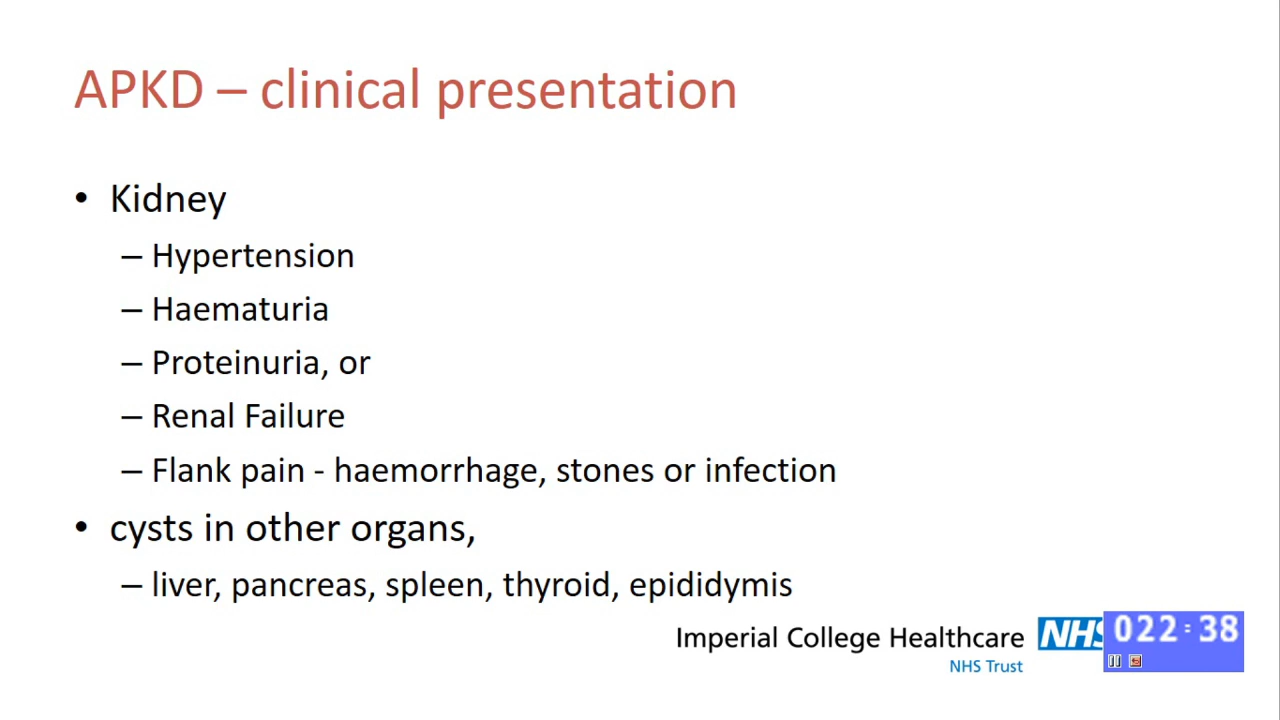 APKD – clinical presentation
• Kidney
– Hypertension
– Haematuria
– Proteinuria, or
– Renal Failure
– Flank pain - haemorrhage, stones or infection
• cysts in other organs,
– liver, pancreas, spleen, thyroid, epididymis
Imperial College Healthcare NHS
NHS Trust
022:38